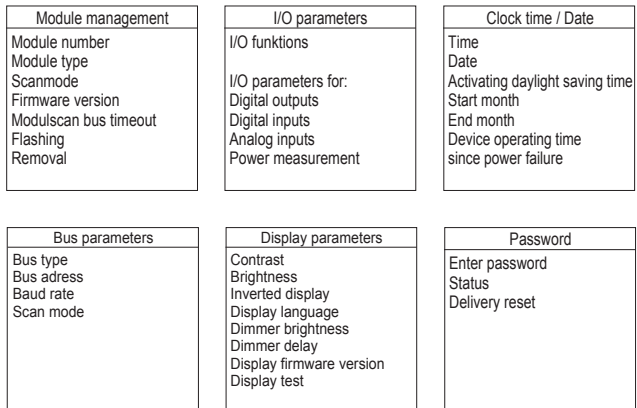 Module management
Module number
Module type
Scanmode
Firmware version
Modulscan bus timeout
Flashing
Removal
I/O parameters
I/O funktions
I/O parameters for:
Digital outputs
Digital inputs
Analog inputs
Power measurement
Clock time / Date
Time
Date
Activating daylight saving time
Start month
End month
Device operating time
since power failure
Bus parameters
Bus type
Bus adress
Baud rate
Scan mode
Display parameters
Contrast
Brightness
Inverted display
Display language
Dimmer brightness
Dimmer delay
Display firmware version
Display test
Password
Enter password
Status
Delivery reset